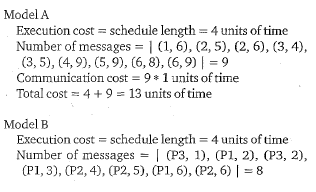 Model A
Execution cost = schedule length = 4 units of time
Number of messages = | (1, 6), (2, 5), (2, 6), (3, 4),
(3, 5), (4, 9), (5, 9), (6, 8), (6, 9) | = 9
Communication cost = 9 * 1 units of time
Total cost = 4 + 9 = 13 units of time
Model B
Execution cost = schedule length = 4 units of time
Number of messages = | (P3, 1), (P1, 2), (P3, 2),
(P1, 3), (P2, 4), (P2, 5), (P1, 6), (P2, 6) | = 8